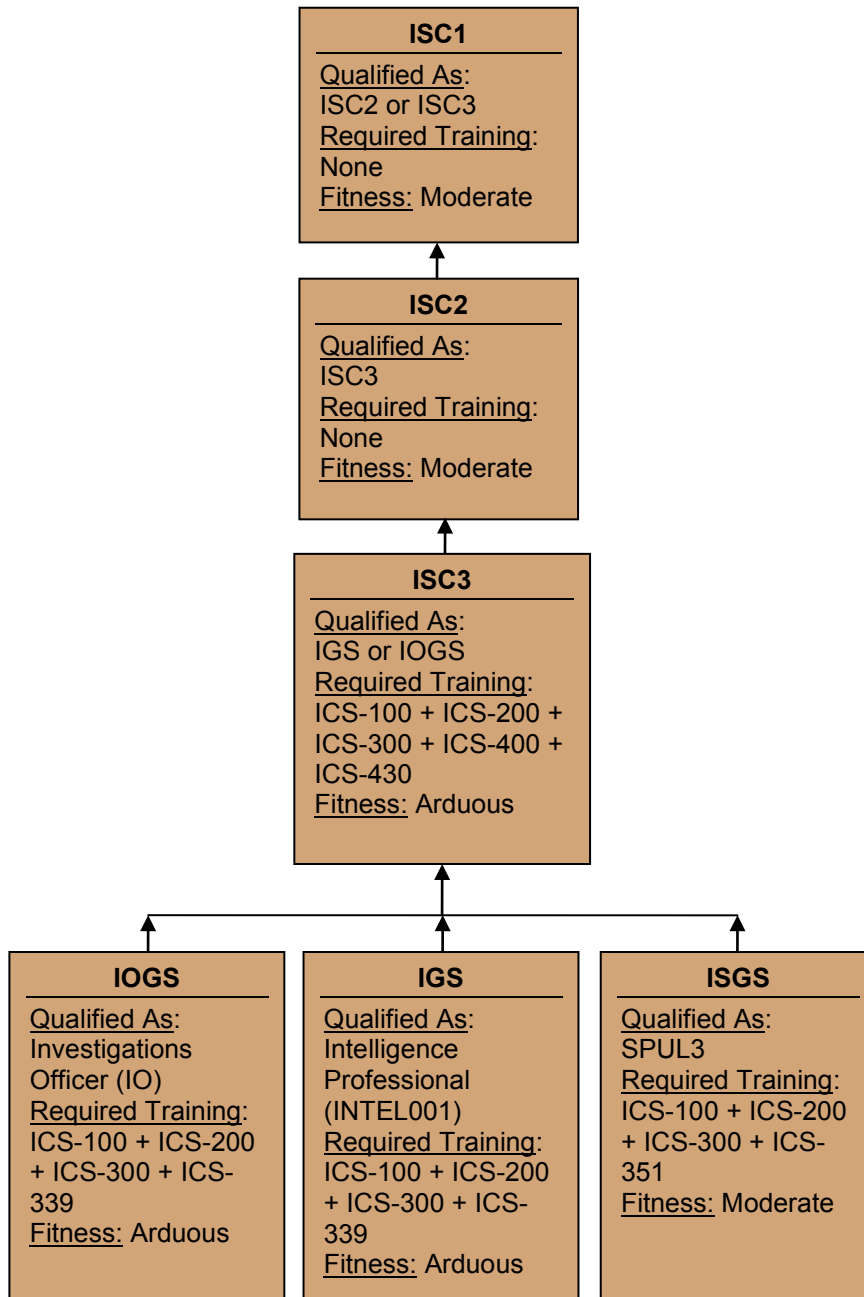 ISC1
Qualified As:
ISC2 or ISC3
Required Training:
None
Fitness: Moderate
ISC2
Qualified As:
ISC3
Required Training:
None
Fitness: Moderate
ISC3
Qualified As:
IGS or IOGS
Required Training:
ICS-100 + ICS-200 +
ICS-300 + ICS-400 +
ICS-430
Fitness: Arduous
IOGS
Qualified As:
Investigations
Officer (IO)
Required Training:
ICS-100 + ICS-200
+ ICS-300 + ICS-
339
Fitness: Arduous
IGS
Qualified As:
Intelligence
Professional
(INTEL001)
Required Training:
ICS-100 + ICS-200
+ ICS-300 + ICS-
339
Fitness: Arduous
ISGS
Qualified As:
SPUL3
Required Training:
ICS-100 + ICS-200
+ ICS-300 + ICS-
351
Fitness: Moderate